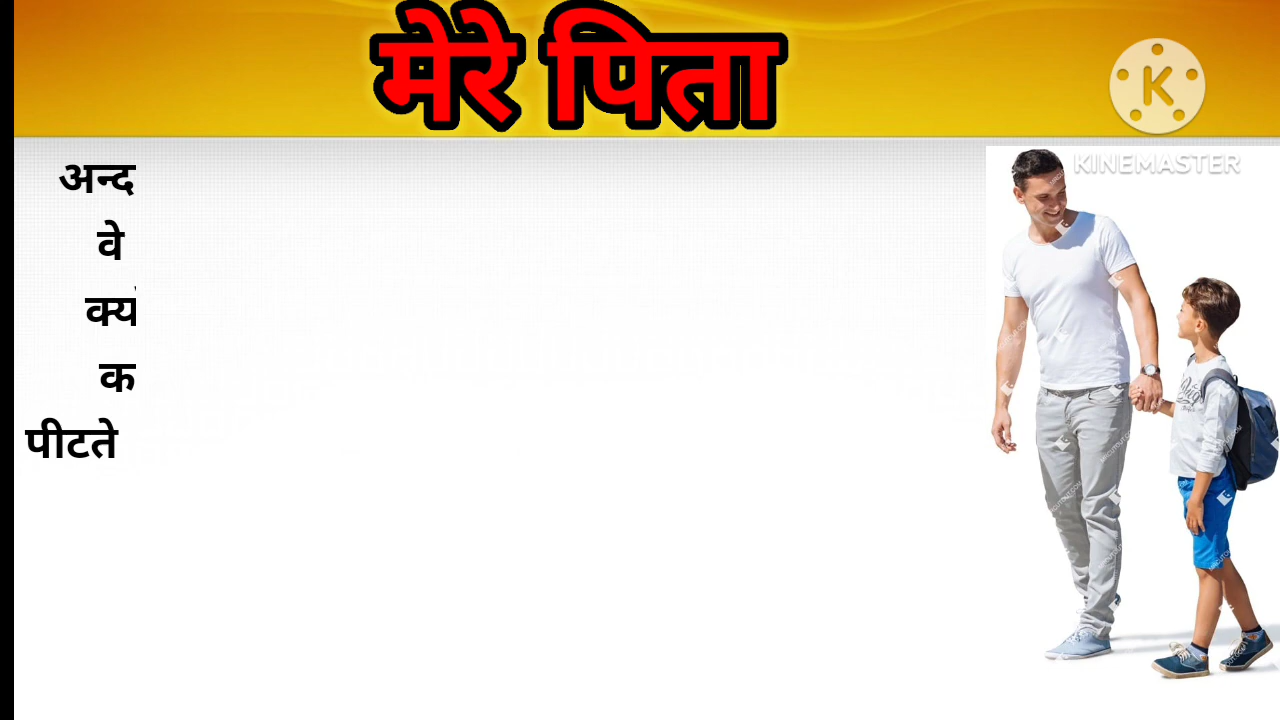 मेरे पिता
K
KINEMASTER
अन्द
वे
क्य
क
पीटते